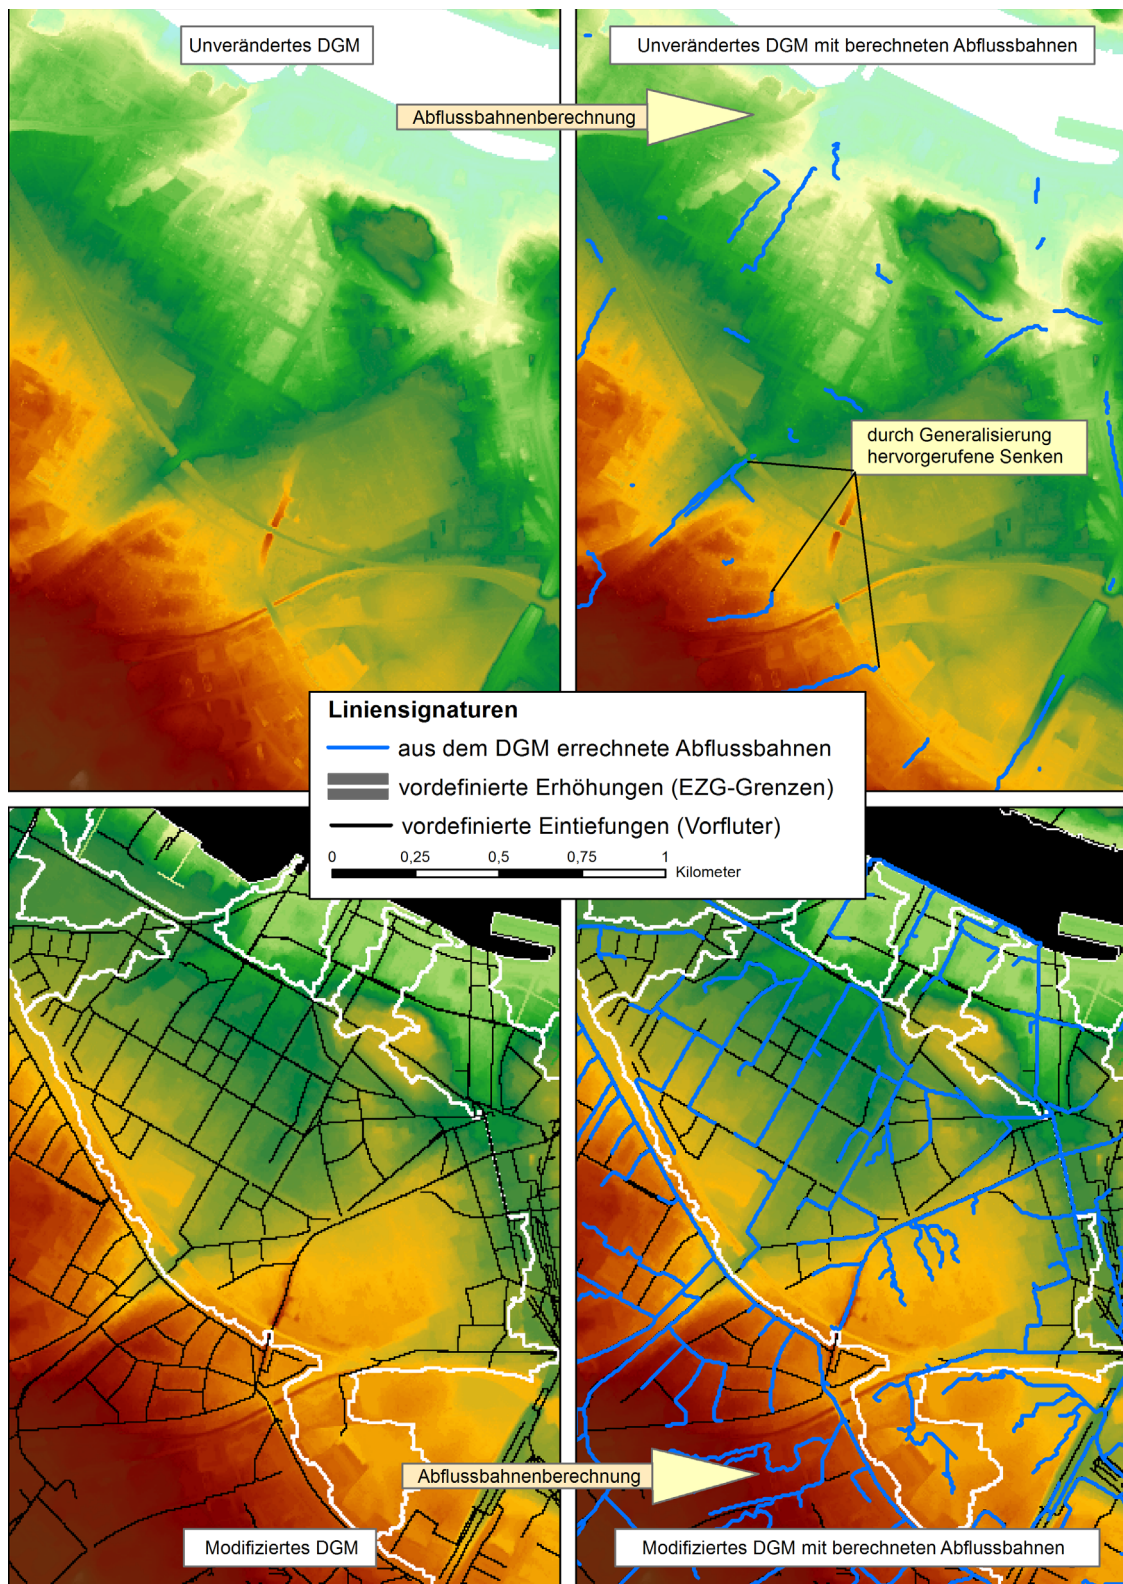 Unverändertes DGM
Unverändertes DGM mit berechneten Abflussbahnen
Abflussbahnenberechnung
durch Generalisierung
hervorgerufene Senken
Liniensignaturen
aus dem DGM errechnete Abflussbahnen
vordefinierte Erhöhungen (EZG-Grenzen)
vordefinierte Eintiefungen (Vorfluter)
0 0,25 0,5 0,75 1
Kilometer
Abflussbahnenberechnung
Modifiziertes DGM
Modifiziertes DGM mit berechneten Abflussbahnen